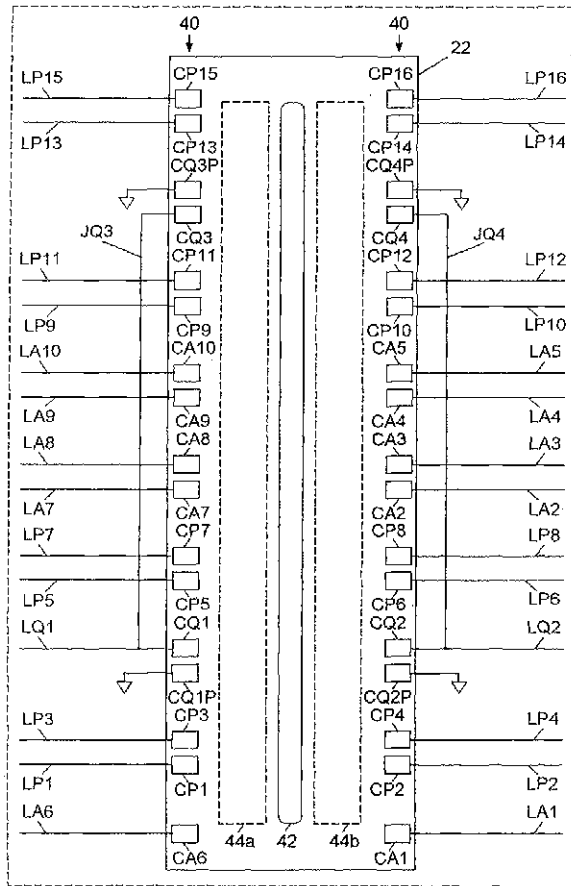 40 40
22
LP15 CP15 CP16 LP16
LP13 CP13 CP14 LP14
CQ3P CQ4P
JQ3 CQ3 CQ4 JQ4
LP11 CP11 CP12 LP12
LP9 CP9 CP10 LP10
LA10 CA10 CA5 LA5
LA9 CA9 CA4 LA4
LA8 CA8 CA3 LA3
LA7 CA7 CA2 LA2
LP7 CP7 CP8 LP8
LP5 CP5 CP6 LP6
LQ1 CQ1 CQ2 LQ2
CQ1P CQ2P
LP3 CP3 CP4 LP4
LP1 CP1 CP2 LP2
LA6 LA1
CA6 44a 42 44b CA1